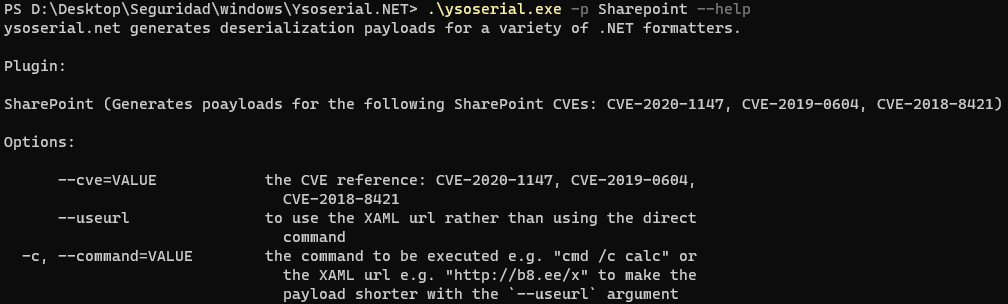 PS D:\Desktop\Seguridad\windows\Ysoserial.NET> .\ysoserial.exe -p Sharepoint --help
ysoserial.net generates deserialization payloads for a variety of .NET formatters.
Plugin:
SharePoint (Generates poayloads for the following SharePoint CVEs: CVE-2020-1147, CVE-2019-0604, CVE-2018-8421)
Options:
--cve=VALUE the CVE reference: CVE-2020-1147, CVE-2019-0604,
CVE-2018-8421
--useurl to use the XAML url rather than using the direct
command
-c, --command=VALUE the command to be executed e.g. "cmd /c calc" or
the XAML url e.g. "http://b8.ee/x" to make the
payload shorter with the `--useurl` argument